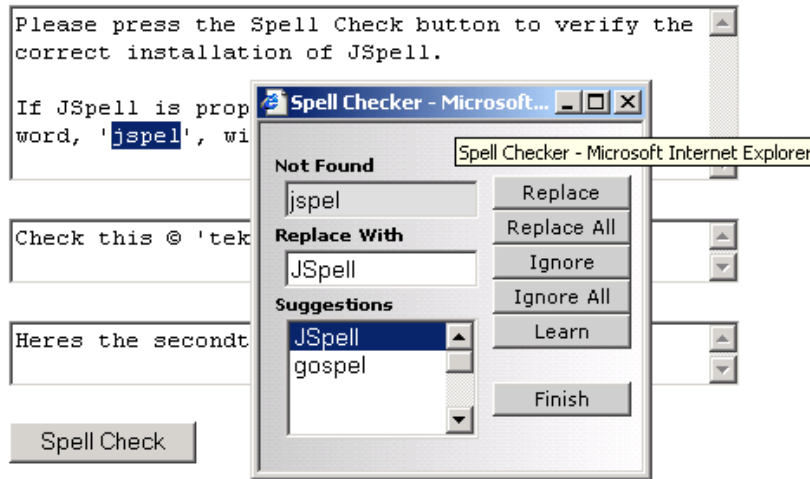 Please press the Spell Check button to verify the
correct installation of JSpell.
If JSpell is prop
word, 'jspel', wi
Spell Checker - Microsoft...
Spell Checker - Microsoft Internet Explorer
Not Found
jspel
Replace With
JSpell
Suggestions
JSpell
gospel
Replace
Replace All
Ignore
Ignore All
Learn
Finish
Check this © 'tek
Heres the secondt
Spell Check